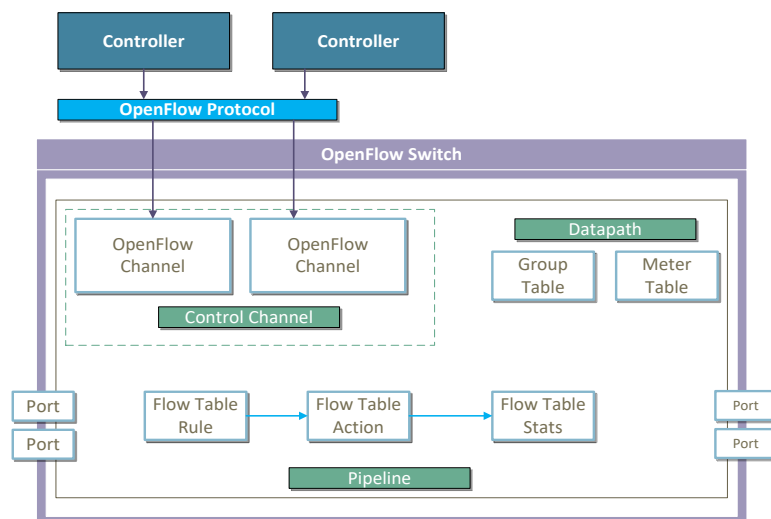 Controller
Controller
OpenFlow Protocol
OpenFlow Switch
OpenFlow
Channel
OpenFlow
Channel
Control Channel
Datapath
Group
Table
Meter
Table
Port
Port
Flow Table
Rule
Flow Table
Action
Flow Table
Stats
Port
Port
Pipeline